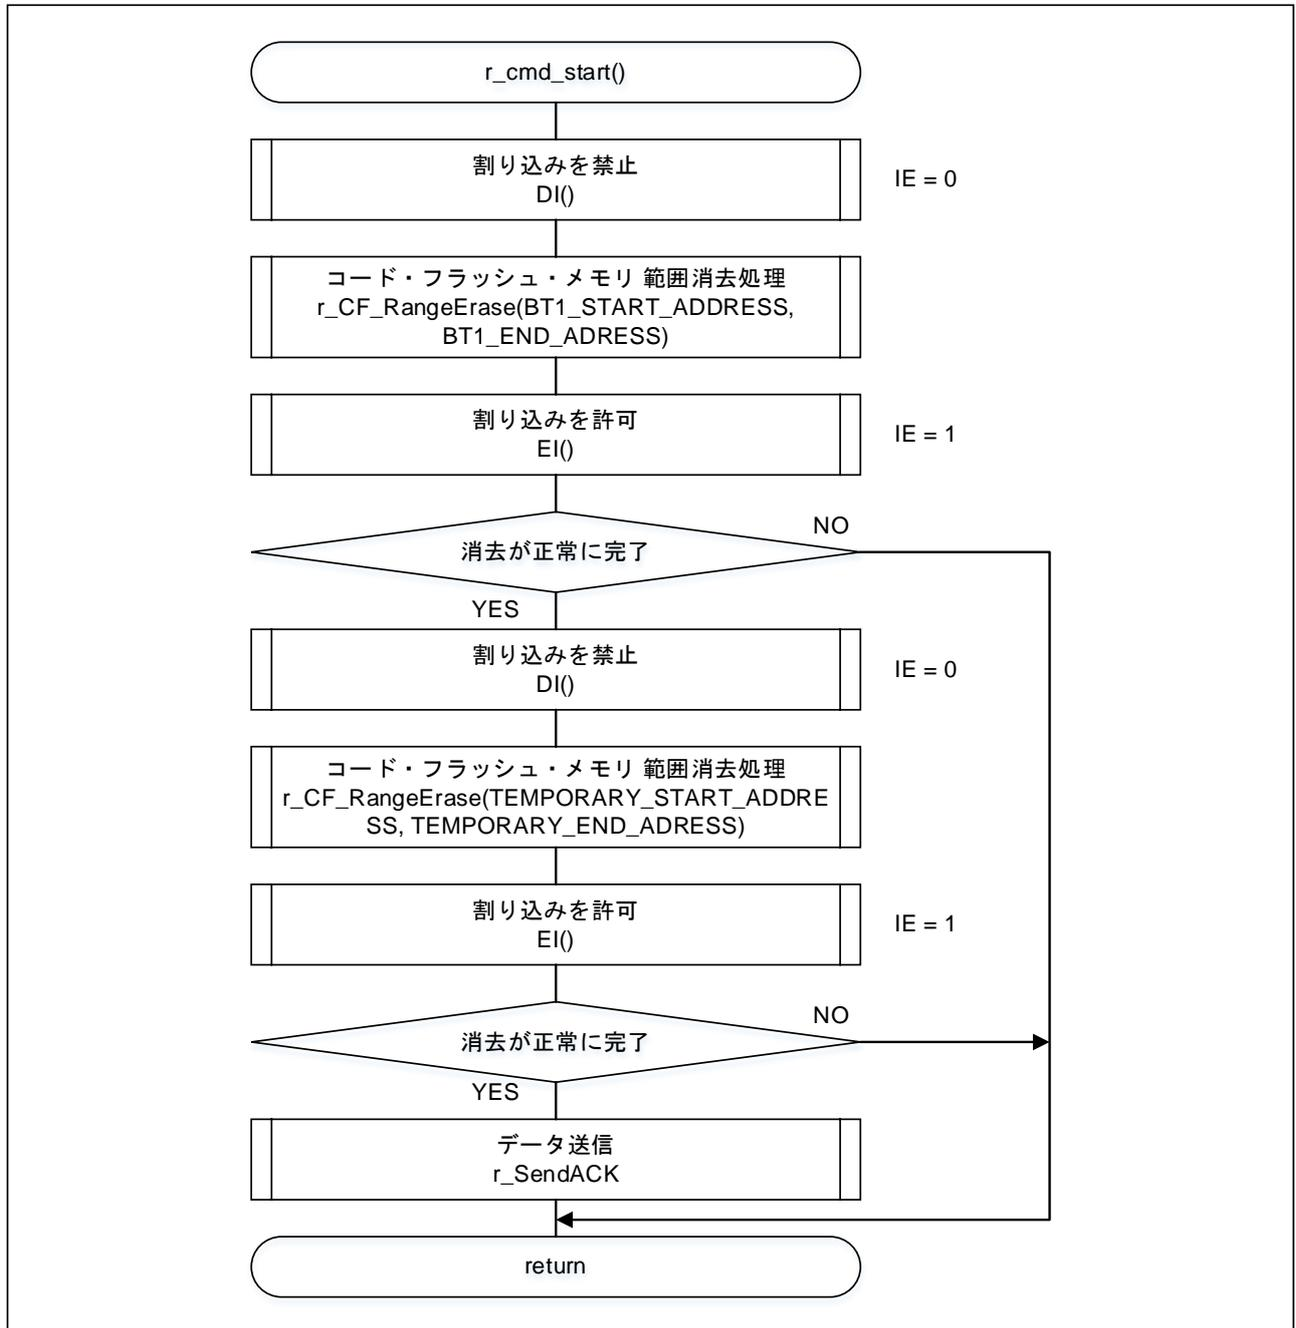 r_cmd_start()
割り込みを禁止
DI()
IE = 0
コード・フラッシュ・メモリ 範囲消去処理
r_CF_RangeErase(BT1_START_ADDRESS,
BT1_END_ADRESS)
割り込みを許可
EI()
IE = 1
消去が正常に完了
NO
YES
割り込みを禁止
DI()
IE = 0
コード・フラッシュ・メモリ 範囲消去処理
r_CF_RangeErase(TEMPORARY_START_ADDRE
SS, TEMPORARY_END_ADRESS)
割り込みを許可
EI()
IE = 1
消去が正常に完了
NO
YES
データ送信
r_SendACK
return